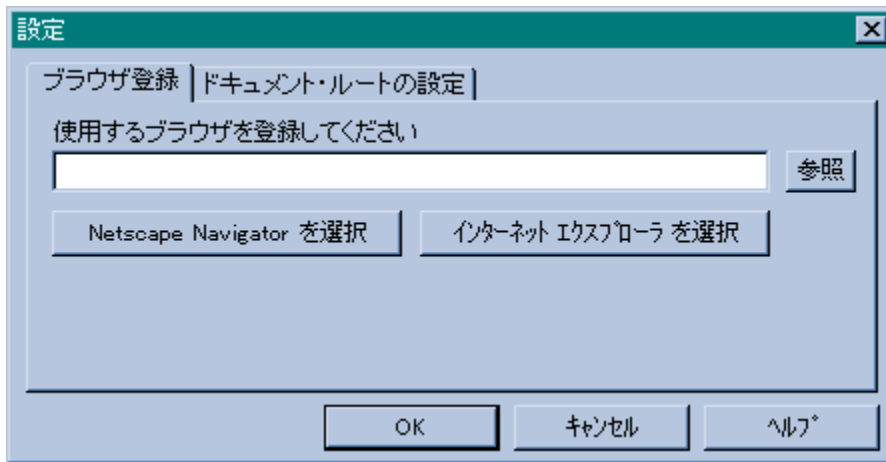 設定
ブラウザ登録 ドキュメント・ルートの設定
使用するブラウザを登録してください
参照
Netscape Navigator を選択 インターネット エクスプローラ を選択
OK キャンセル ヘルプ